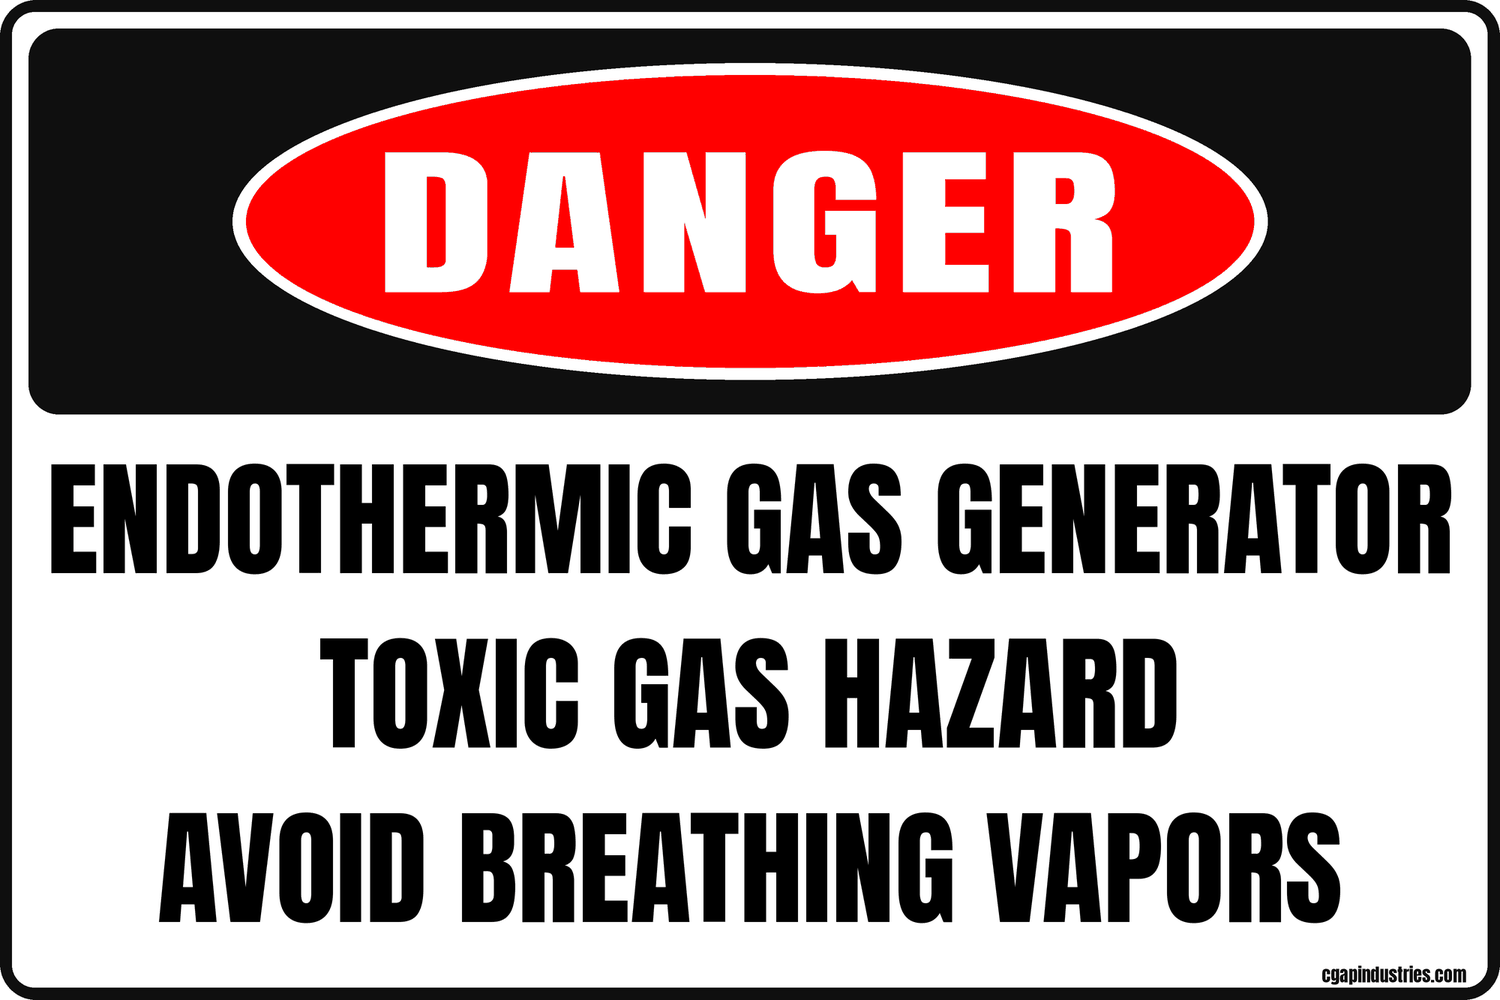 DANGER
ENDOTHERMIC GAS GENERATOR
TOXIC GAS HAZARD
AVOID BREATHING VAPORS
cgapindustries.com